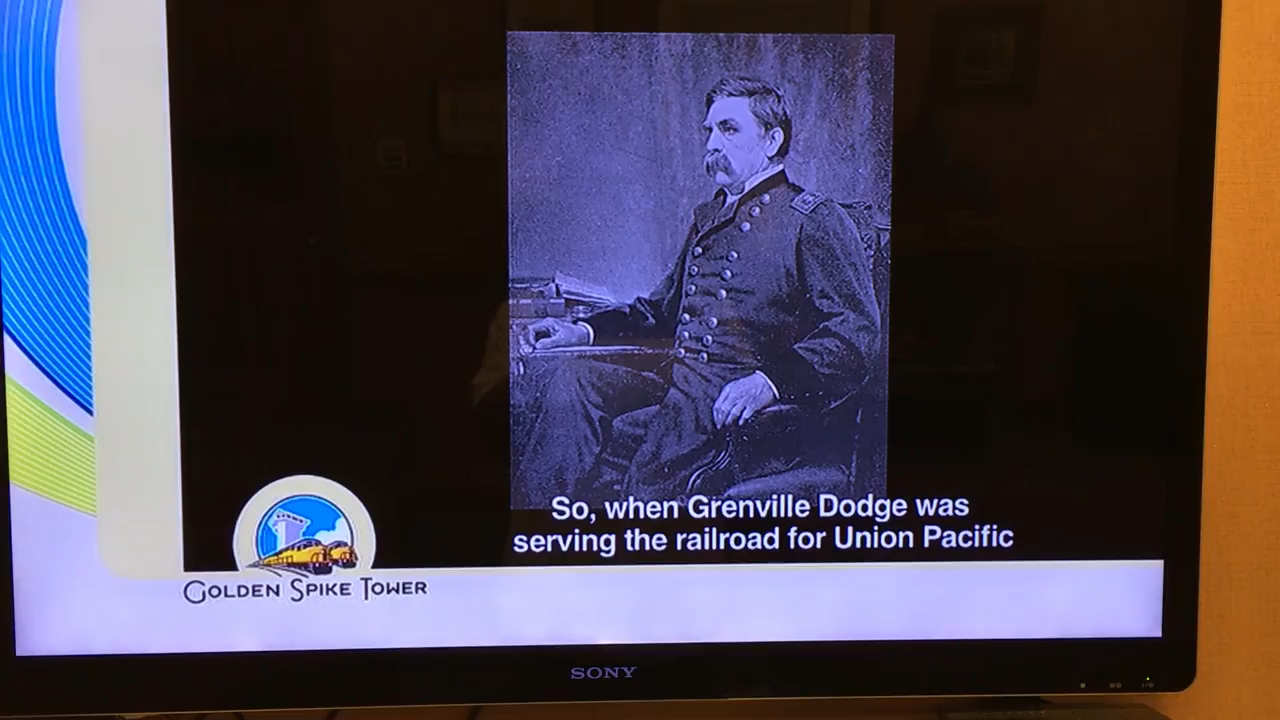 So, when Grenville Dodge was
serving the railroad for Union Pacific
GOLDEN SPIKE TOWER
SONY